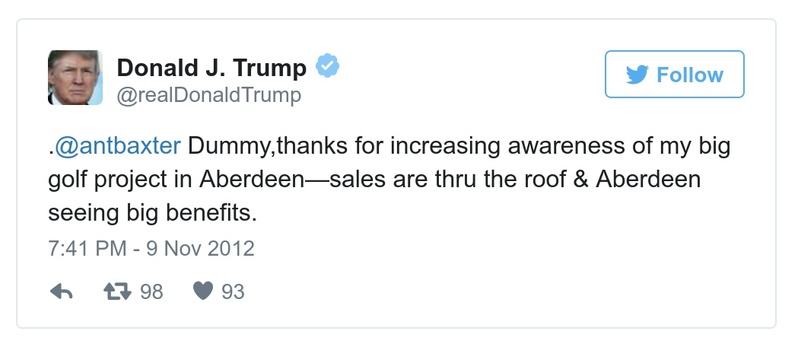 Donald J. Trump
@realDonaldTrump
Follow
.@antbaxter Dummy,thanks for increasing awareness of my big
golf project in Aberdeen—sales are thru the roof & Aberdeen
seeing big benefits.
7:41 PM - 9 Nov 2012
98 93